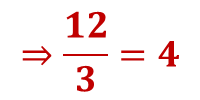 ⇒ 12/3 = 4